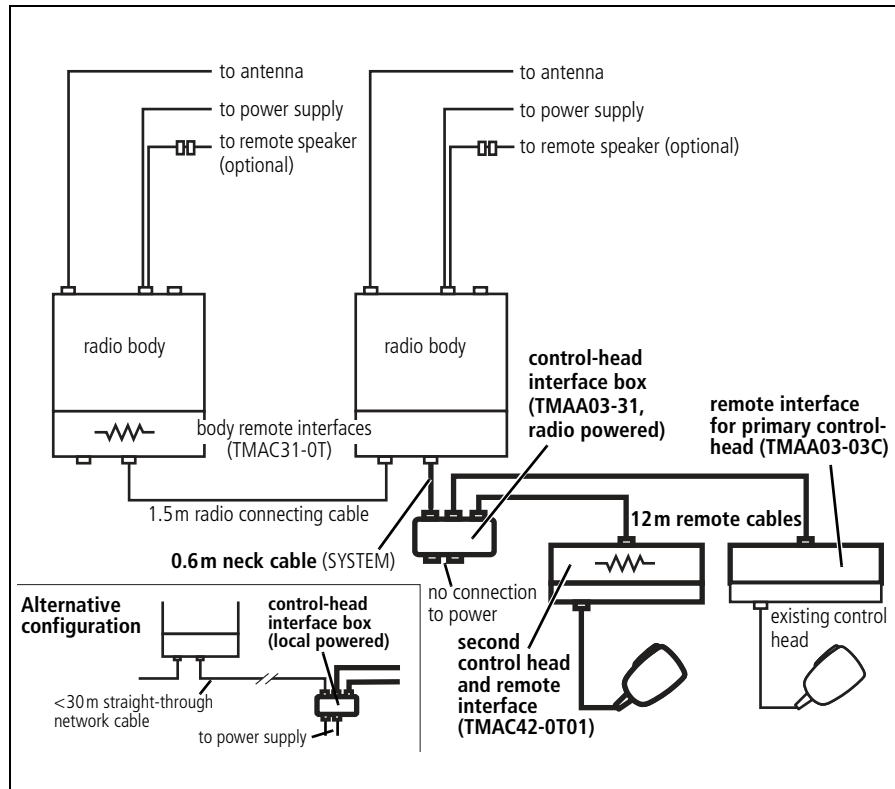 to antenna
to power supply
to remote speaker
(optional)
to antenna
to power supply
to remote speaker (optional)
radio body
radio body
body remote interfaces
(TMAC31-0T)
control-head
interface box
(TMAA03-31,
radio powered)
remote interface
for primary control-
head (TMAA03-03C)
1.5 m radio connecting cable
12 m remote cables
0.6 m neck cable (SYSTEM)
no connection
to power
existing control
head
second
control head
and remote
interface
(TMAC42-0T01)
Alternative
configuration
control-head
interface box
(local powered)
<30 m straight-through
network cable
to power supply